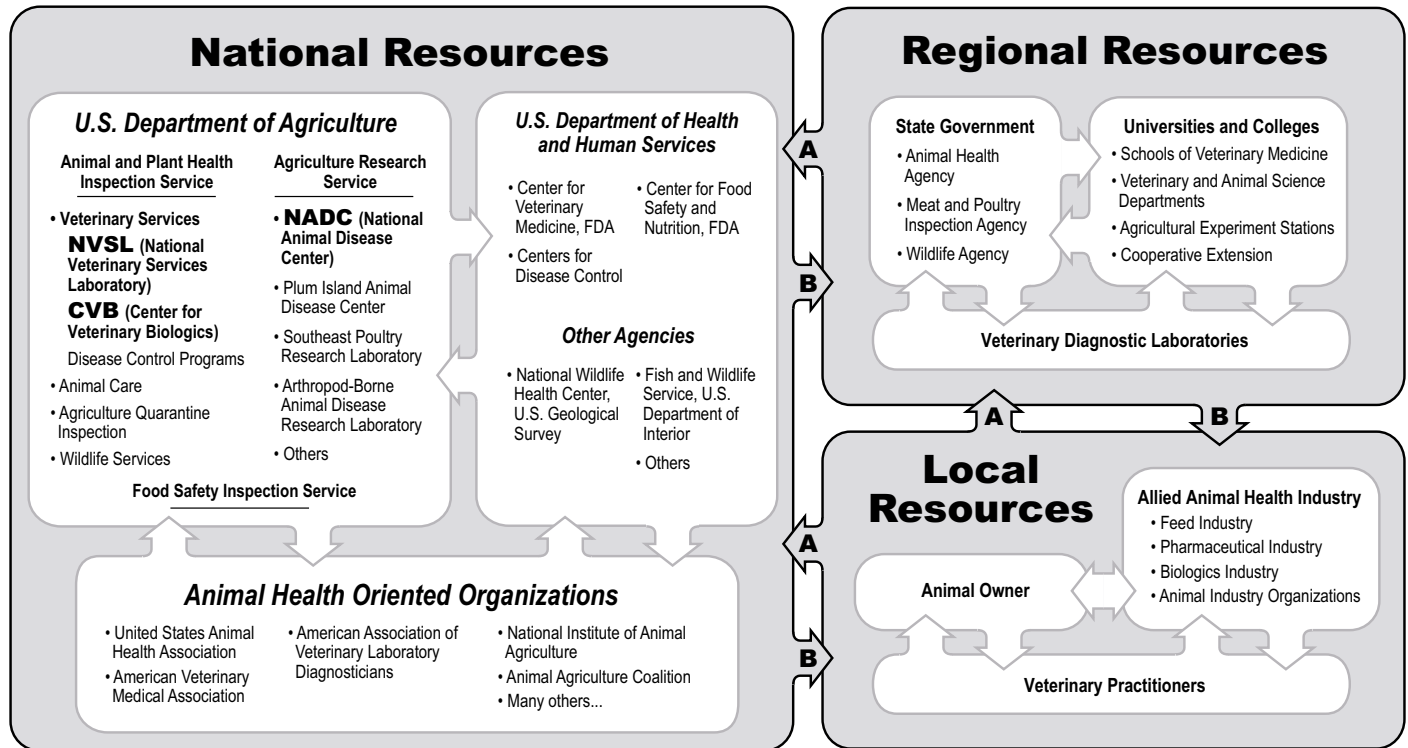 National Resources
U.S. Department of Agriculture
Animal and Plant Health
Inspection Service
• Veterinary Services
NVSL (National
Veterinary Services
Laboratory)
CVB (Center for
Veterinary Biologics)
Disease Control Programs
• Animal Care
• Agriculture Quarantine
Inspection
• Wildlife Services
Agriculture Research
Service
• NADC (National
Animal Disease
Center)
• Plum Island Animal
Disease Center
• Southeast Poultry
Research Laboratory
• Arthropod-Borne
Animal Disease
Research Laboratory
• Others
Food Safety Inspection Service
U.S. Department of Health
and Human Services
• Center for
Veterinary
Medicine, FDA
• Centers for
Disease Control
• Center for Food
Safety and
Nutrition, FDA
Other Agencies
• National Wildlife
Health Center,
U.S. Geological
Survey
• Fish and Wildlife
Service, U.S.
Department of
Interior
• Others
Animal Health Oriented Organizations
• United States Animal
Health Association
• American Veterinary
Medical Association
• American Association of
Veterinary Laboratory
Diagnosticians
• National Institute of Animal
Agriculture
• Animal Agriculture Coalition
• Many others...
A
B
A
B
Regional Resources
State Government
• Animal Health
Agency
• Meat and Poultry
Inspection Agency
• Wildlife Agency
Universities and Colleges
• Schools of Veterinary Medicine
• Veterinary and Animal Science
Departments
• Agricultural Experiment Stations
• Cooperative Extension
Veterinary Diagnostic Laboratories
A
B
Local
Resources
Allied Animal Health Industry
• Feed Industry
• Pharmaceutical Industry
• Biologics Industry
• Animal Industry Organizations
Animal Owner
Veterinary Practitioners